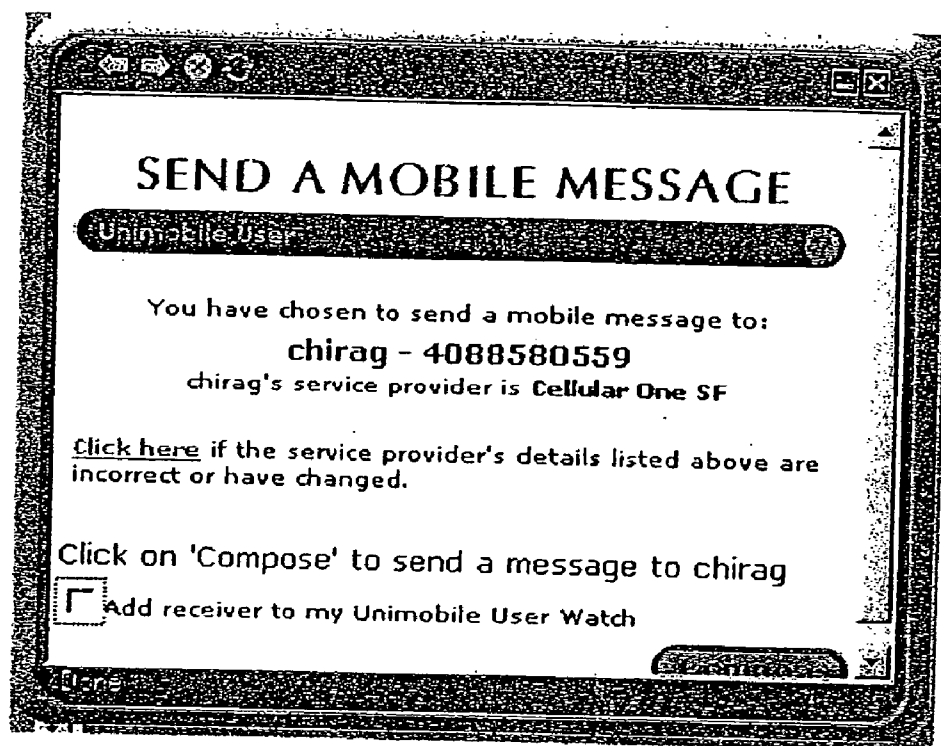 SEND A MOBILE MESSAGE
Unimobile User
You have chosen to send a mobile message to:
chirag - 4088580559
chirag's service provider is Cellular One SF
Click here if the service provider's details listed above are
incorrect or have changed.
Click on 'Compose' to send a message to chirag
Add receiver to my Unimobile User Watch
Done